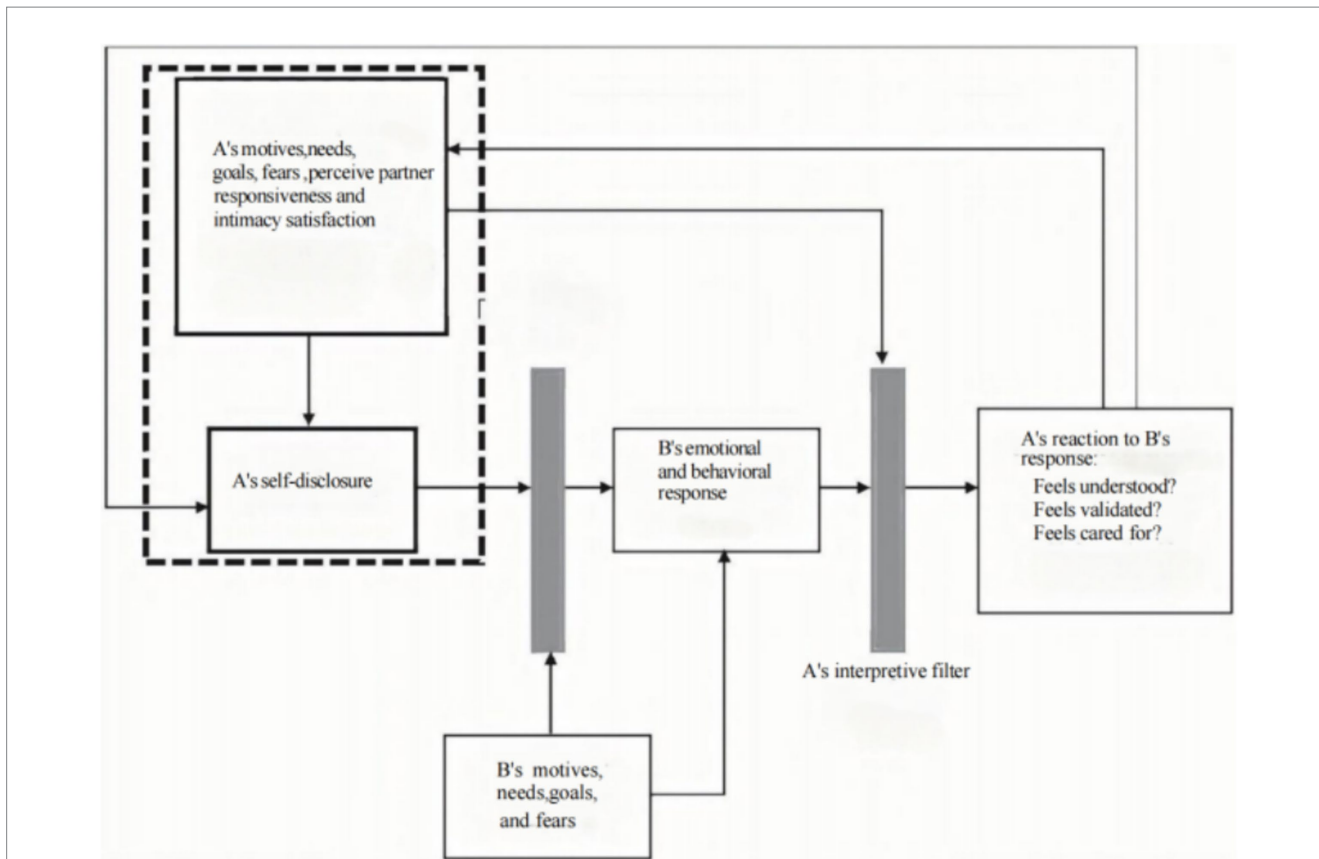 A's motives,needs,
goals, fears ,perceive partner
responsiveness and
intimacy satisfaction
A's self-disclosure
B's emotional
and behavioral
response
A's reaction to B's
response:
Feels understood?
Feels validated?
Feels cared for?
A's interpretive filter
B's motives,
needs,goals,
and fears